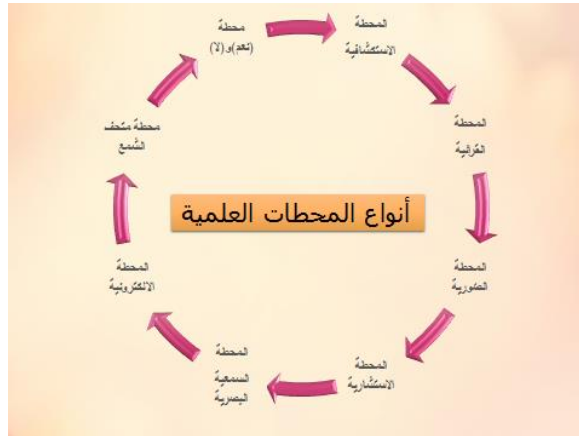 أنواع المحطات العلمية
المحطة
الاستكشافية
المحطة
القرائية
المحطة
الصورية
المحطة
الاستشارية
المحطة
السمعية
البصرية
المحطة
الالكترونية
محطة متحف
الشمع
محطة
(نعم)و(لا)